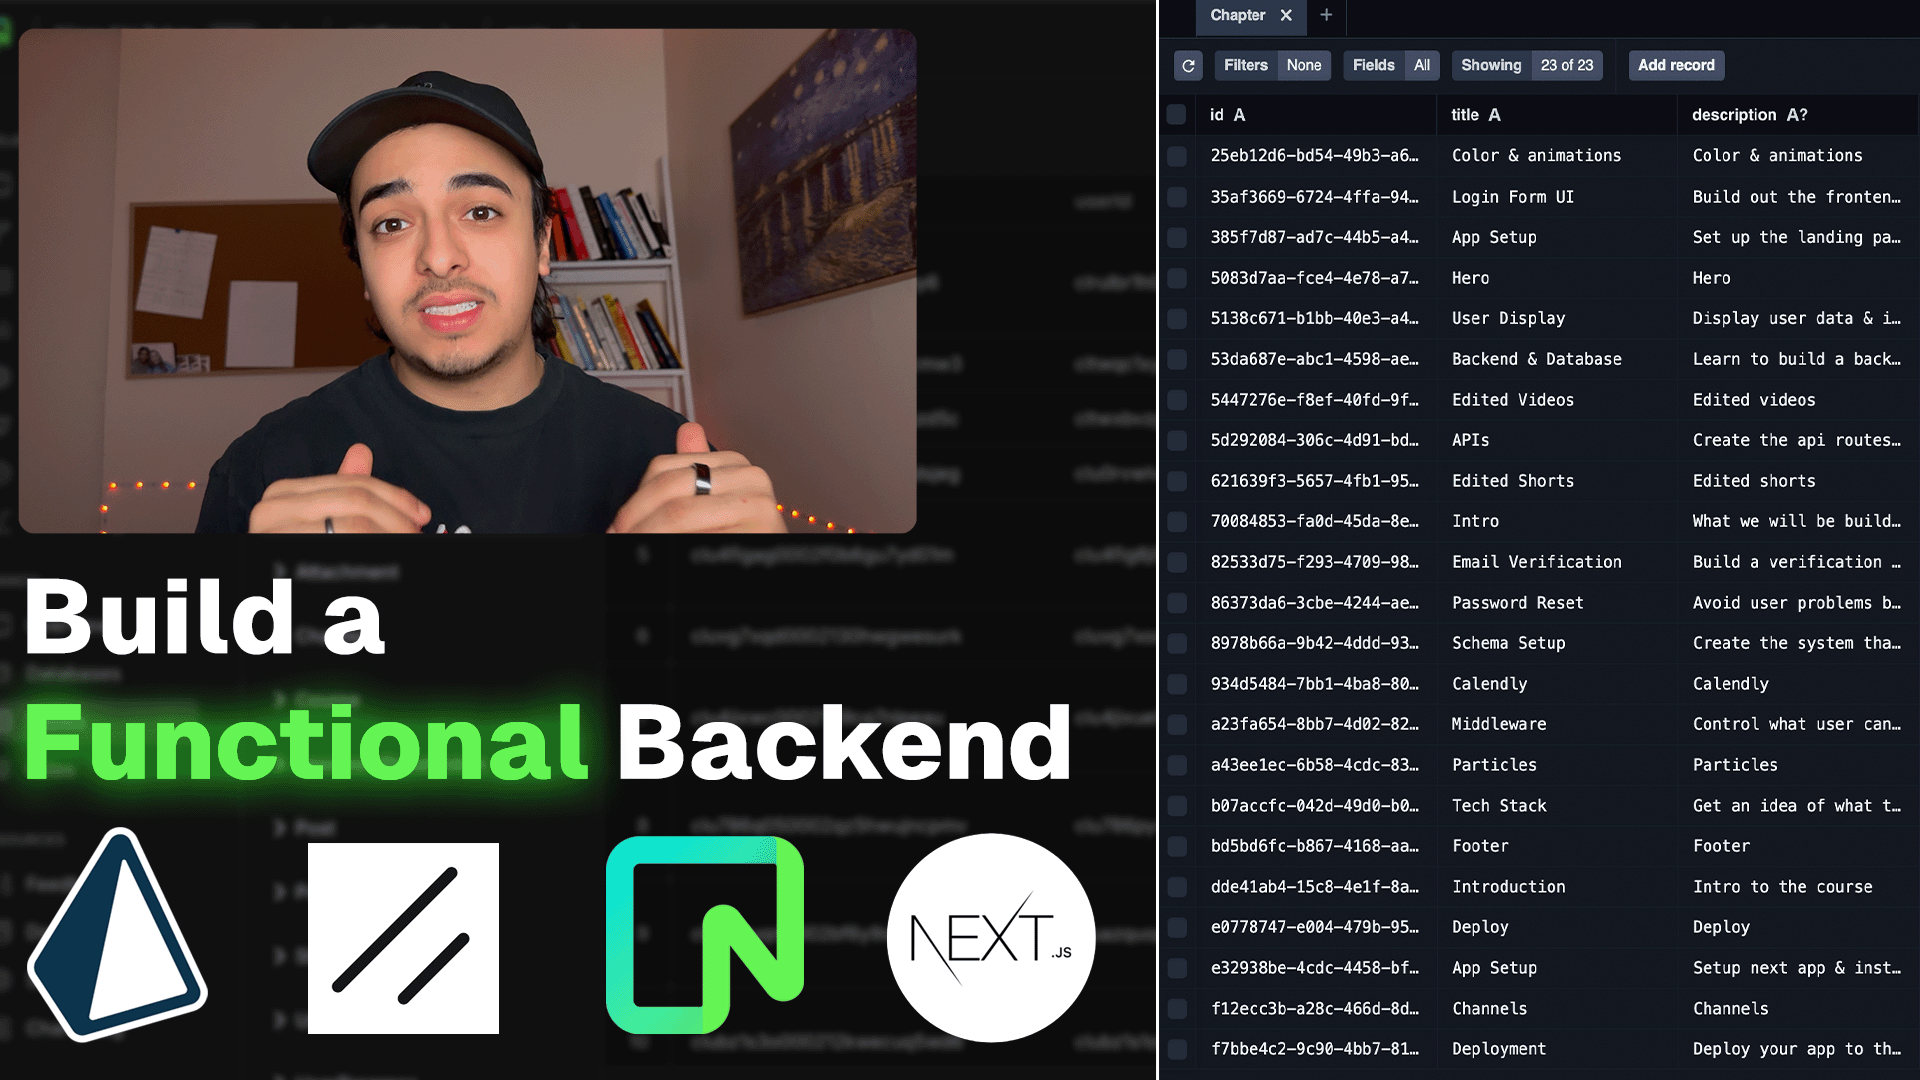 Build a
Functional Backend
NEXT.JS
Chapter
Filters None Fields All Showing 23 of 23 Add record
id A title A description A?
25eb12d6-bd54-49b3-a6… Color & animations Color & animations
35af3669-6724-4ffa-94… Login Form UI Build out the fronten…
385f7d87-ad7c-44b5-a4… App Setup Set up the landing pa…
5083d7aa-fce4-4e78-a7… Hero Hero
5138c671-b1bb-40e3-a4… User Display Display user data & i…
53da687e-abc1-4598-ae… Backend & Database Learn to build a back…
5447276e-f8ef-40fd-9f… Edited Videos Edited videos
5d292084-306c-4d91-bd… APIs Create the api routes…
621639f3-5657-4fb1-95… Edited Shorts Edited shorts
70084853-fa0d-45da-8e… Intro What we will be build…
82533d75-f293-4709-98… Email Verification Build a verification …
86373da6-3cbe-4244-ae… Password Reset Avoid user problems b…
8978b66a-9b42-4ddd-93… Schema Setup Create the system tha…
934d5484-7bb1-4ba8-80… Calendly Calendly
a23fa654-8bb7-4d02-82… Middleware Control what user can…
a43ee1ec-6b58-4cdc-83… Particles Particles
b07accfc-042d-49d0-b0… Tech Stack Get an idea of what t…
bd5bd6fc-b867-4168-aa… Footer Footer
dde41ab4-15c8-4e1f-8a… Introduction Intro to the course
e0778747-e004-479b-95… Deploy Deploy
e32938be-4cdc-4458-bf… App Setup Setup next app & inst…
f12ecc3b-a28c-466d-8d… Channels Channels
f7bbe4c2-9c90-4bb7-81… Deployment Deploy your app to th…